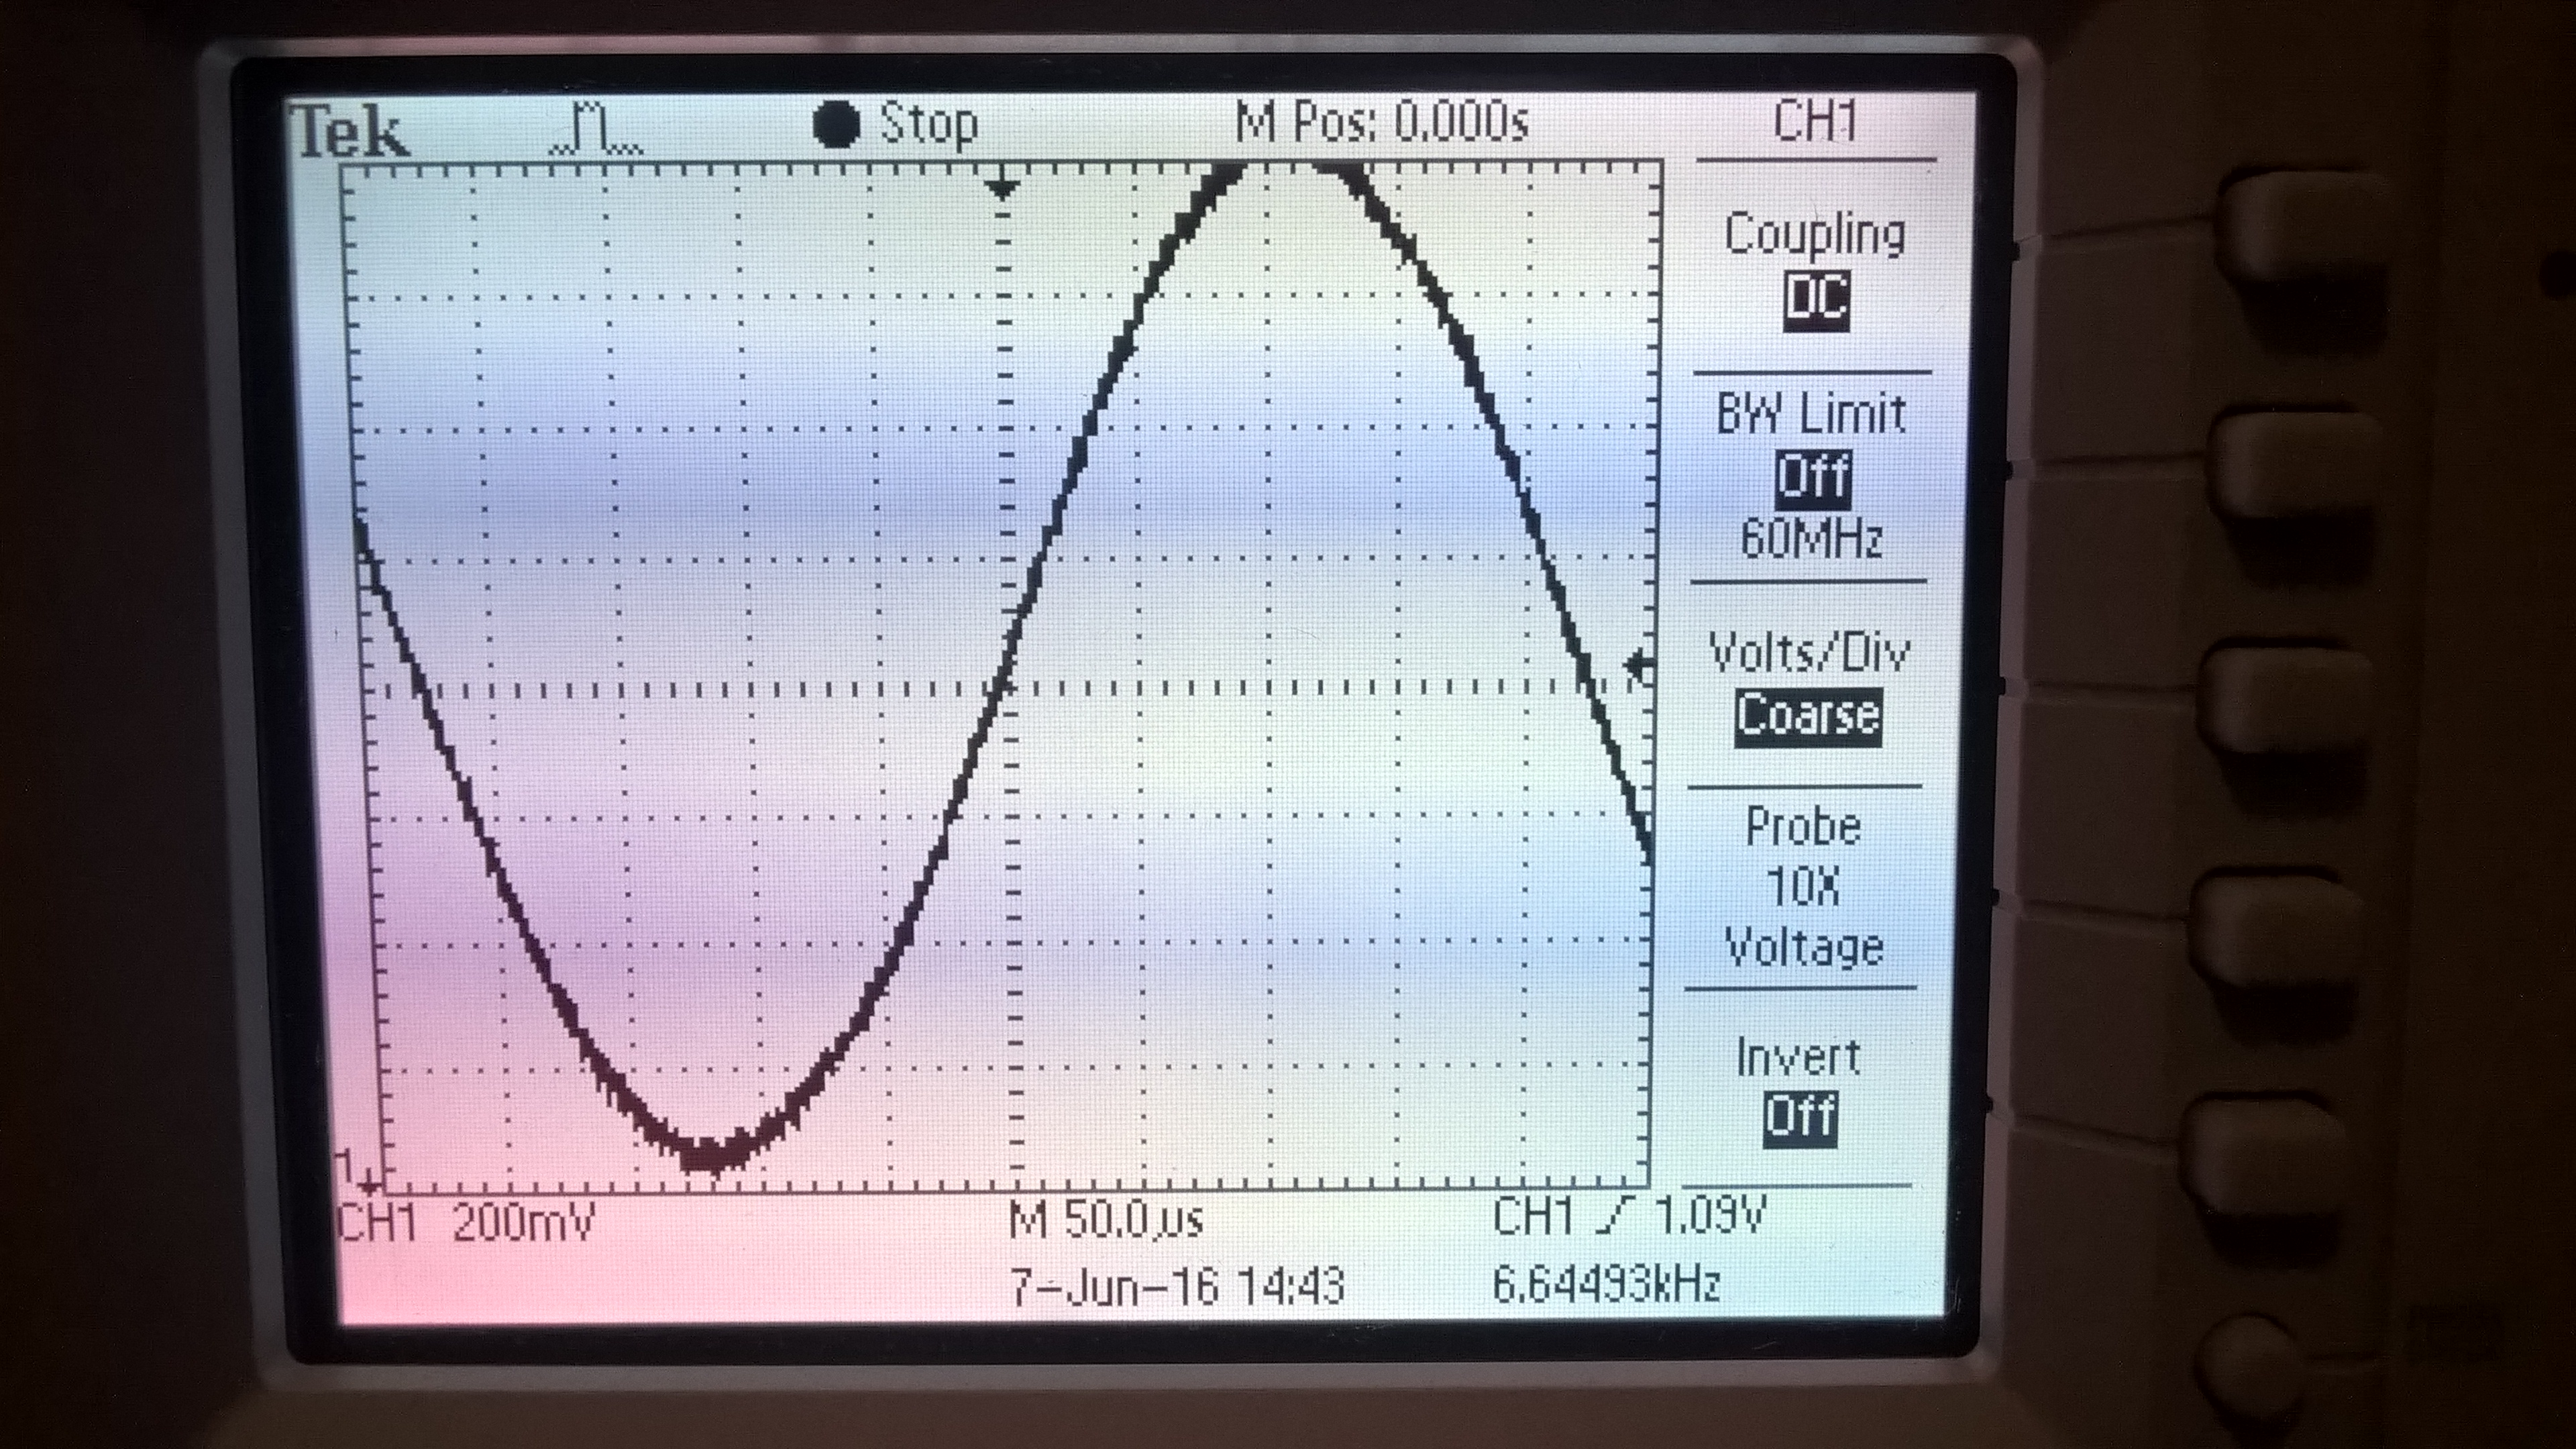 Tek Stop M Pos: 0.000s CH1
Coupling
DC
BW Limit
Off
60MHz
Volts/Div
Coarse
Probe
10X
Voltage
Invert
Off
1
CH1 200mV M 50.0µs CH1 1.09V
7-Jun-16 14:43 6.64493kHz